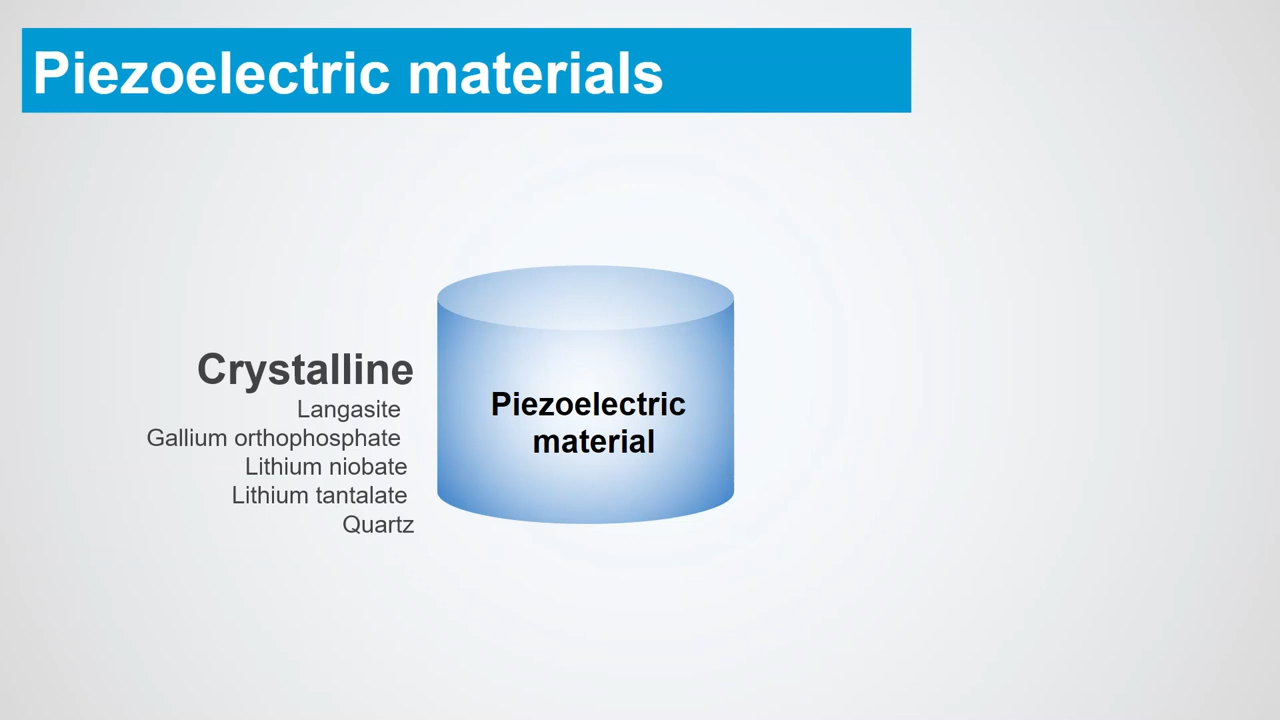 Piezoelectric materials
Crystalline
Langasite
Gallium orthophosphate
Lithium niobate
Lithium tantalate
Quartz
Piezoelectric
material